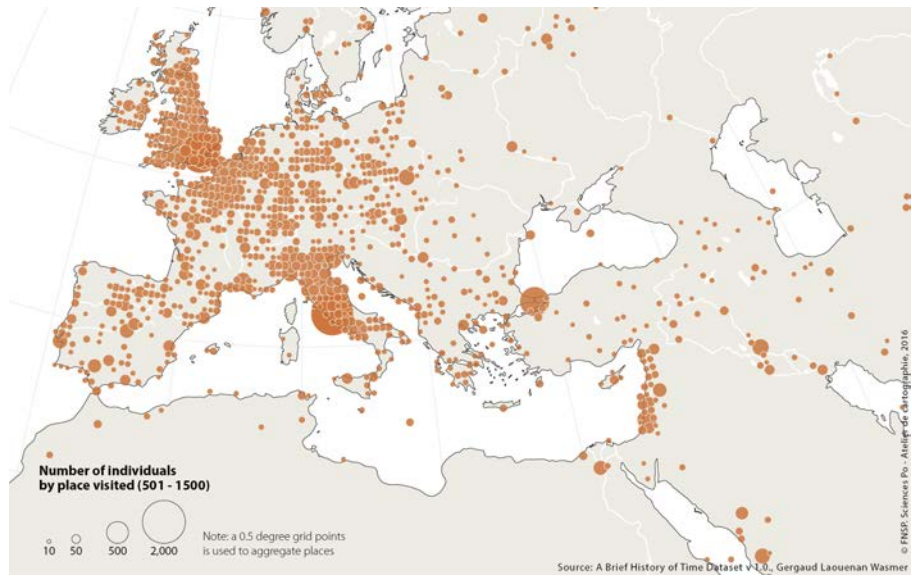 Number of individuals
by place visited (501 - 1500)
10
50
500
2,000
Note: a 0.5 degree grid points
is used to aggregate places
© FNSP. Sciences Po - Atelier de cartographie, 2016
Source: A Brief History of Time Dataset v 1.0., Gergaud Laouenan Wasmer